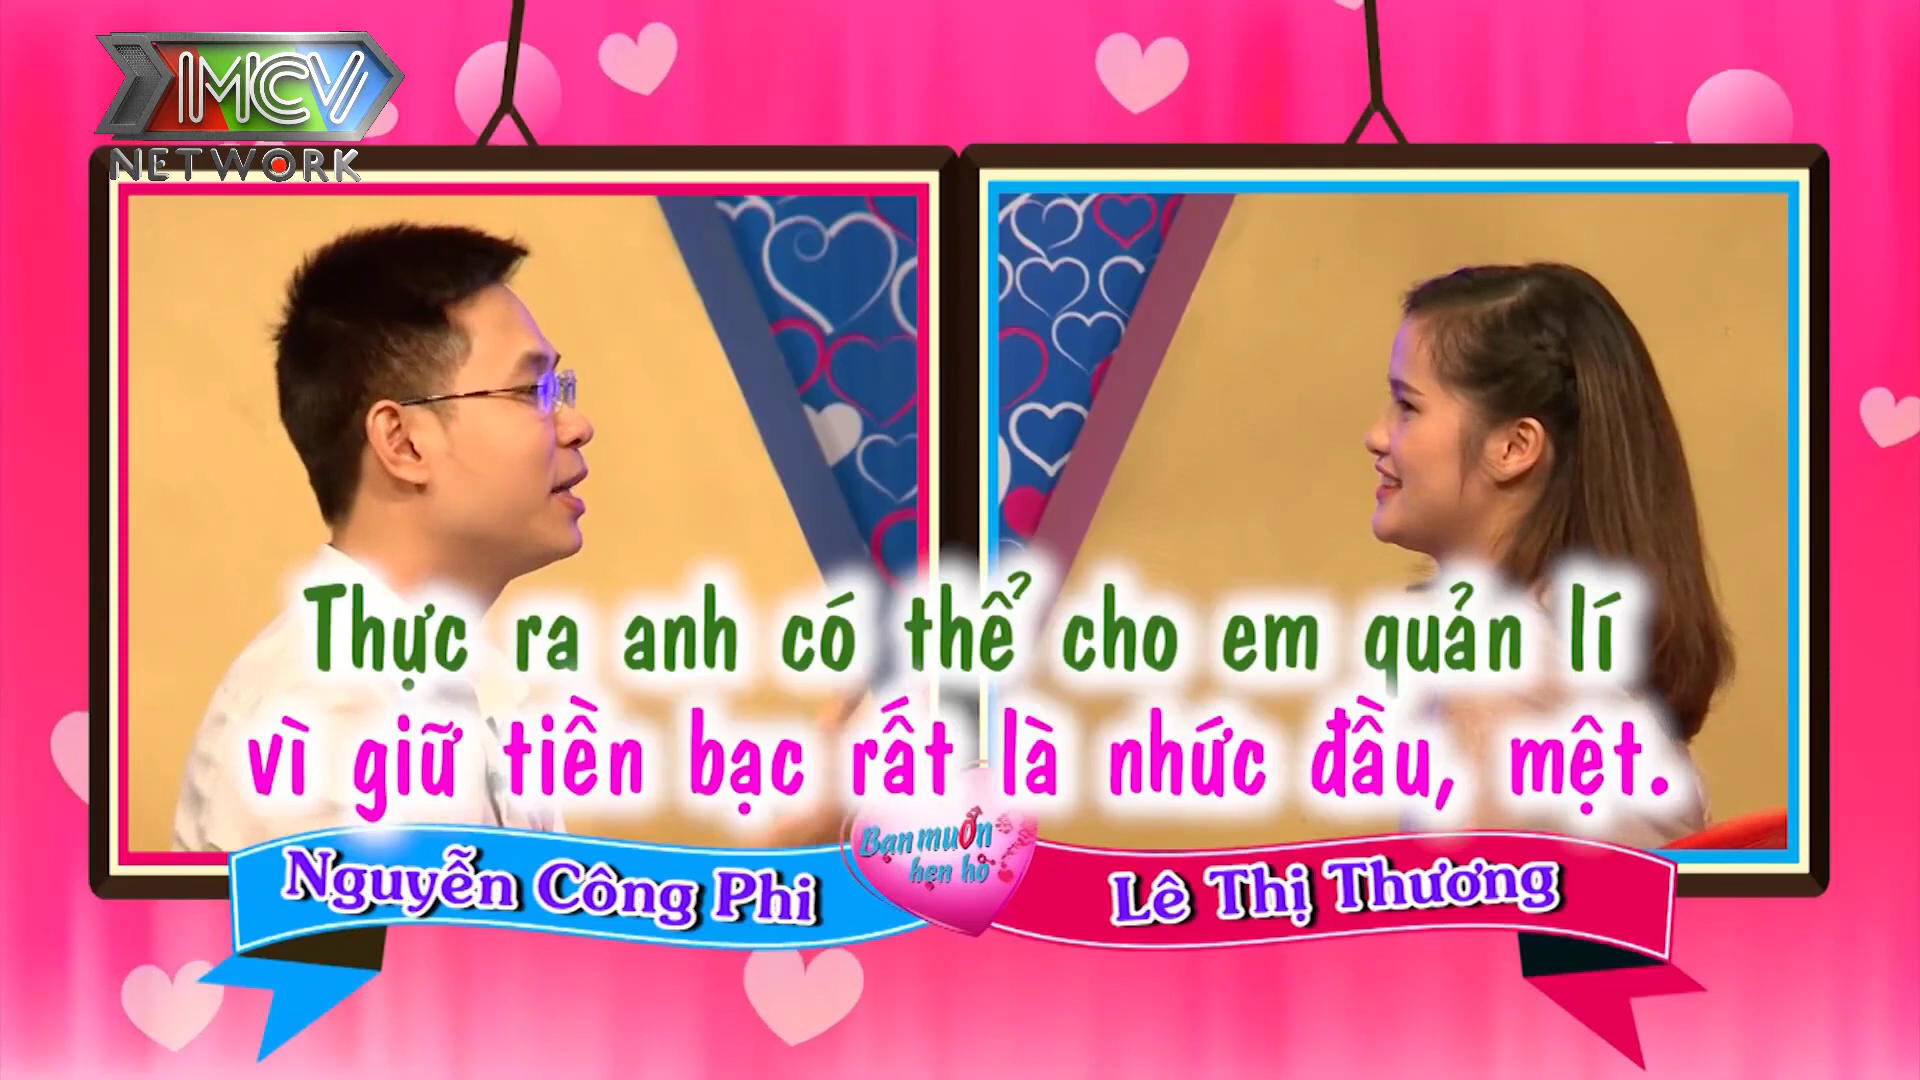 MCV
NETWORK
Thực ra anh có thể cho em quản lí
vì giữ tiền bạc rất là nhức đầu, mệt.
Bạn muốn
hẹn hò
Nguyễn Công Phi
Lê Thị Thương